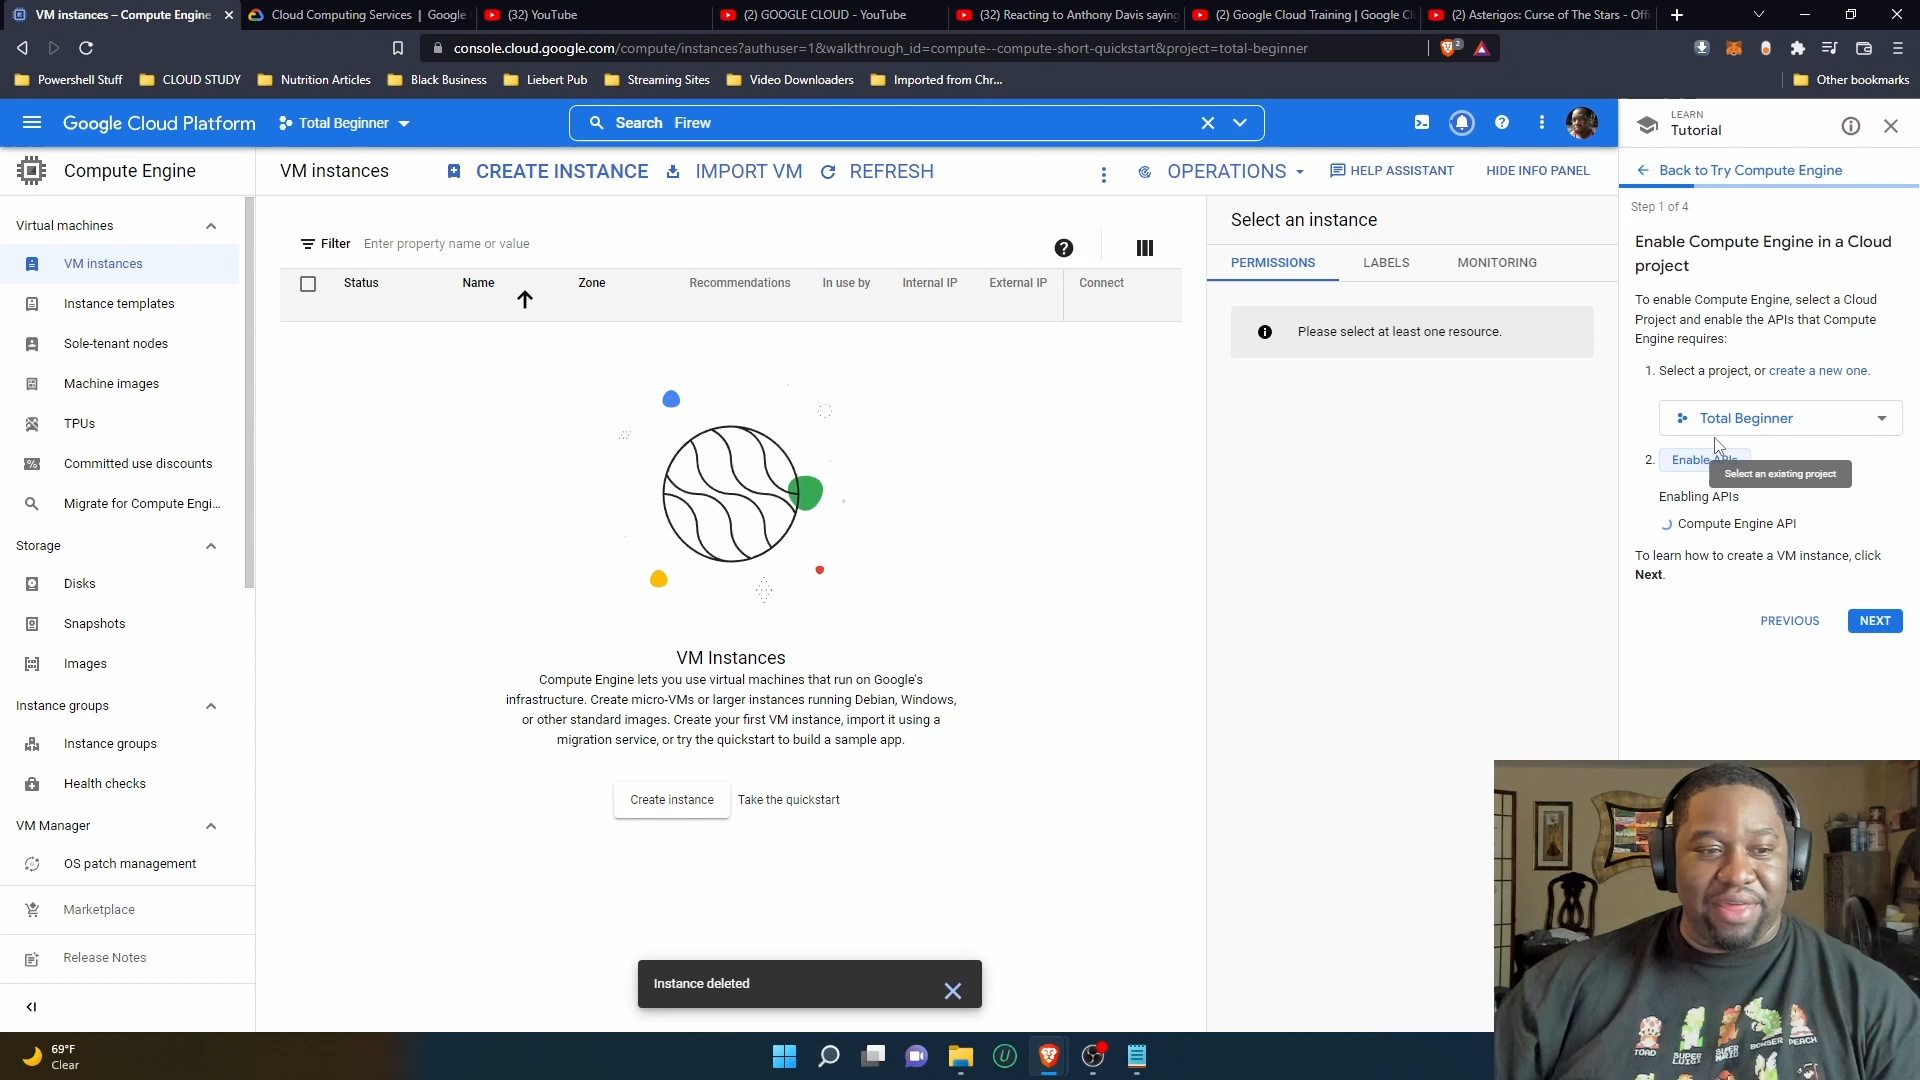 VM instances – Compute Engine
Cloud Computing Services | Google
(32) YouTube
(2) GOOGLE CLOUD - YouTube
(32) Reacting to Anthony Davis saying
(2) Google Cloud Training | Google Cl
(2) Asterigos: Curse of The Stars - Offi
console.cloud.google.com/compute/instances?authuser=1&walkthrough_id=compute--compute-short-quickstart&project=total-beginner
2
Powershell Stuff
CLOUD STUDY
Nutrition Articles
Black Business
Liebert Pub
Streaming Sites
Video Downloaders
Imported from Chr...
Other bookmarks
Google Cloud Platform
Total Beginner
Search Firew
LEARN
Tutorial
Compute Engine
VM instances
CREATE INSTANCE
IMPORT VM
REFRESH
OPERATIONS
HELP ASSISTANT
HIDE INFO PANEL
Back to Try Compute Engine
Virtual machines
VM instances
Instance templates
Sole-tenant nodes
Machine images
TPUs
Committed use discounts
Migrate for Compute Engi...
Storage
Disks
Snapshots
Images
Instance groups
Instance groups
Health checks
VM Manager
OS patch management
Marketplace
Release Notes
Filter Enter property name or value
Status
Name
Zone
Recommendations
In use by
Internal IP
External IP
Connect
VM Instances
Compute Engine lets you use virtual machines that run on Google's
infrastructure. Create micro-VMs or larger instances running Debian, Windows,
or other standard images. Create your first VM instance, import it using a
migration service, or try the quickstart to build a sample app.
Create instance
Take the quickstart
Instance deleted
Select an instance
PERMISSIONS
LABELS
MONITORING
Please select at least one resource.
Step 1 of 4
Enable Compute Engine in a Cloud
project
To enable Compute Engine, select a Cloud
Project and enable the APIs that Compute
Engine requires:
1. Select a project, or create a new one.
Total Beginner
2. Enable APIs
Select an existing project
Enabling APIs
Compute Engine API
To learn how to create a VM instance, click
Next.
PREVIOUS
NEXT
TOAD
SUPER
LUIGI
SUPER
MARIO
BOWSER
PEACH
69°F
Clear